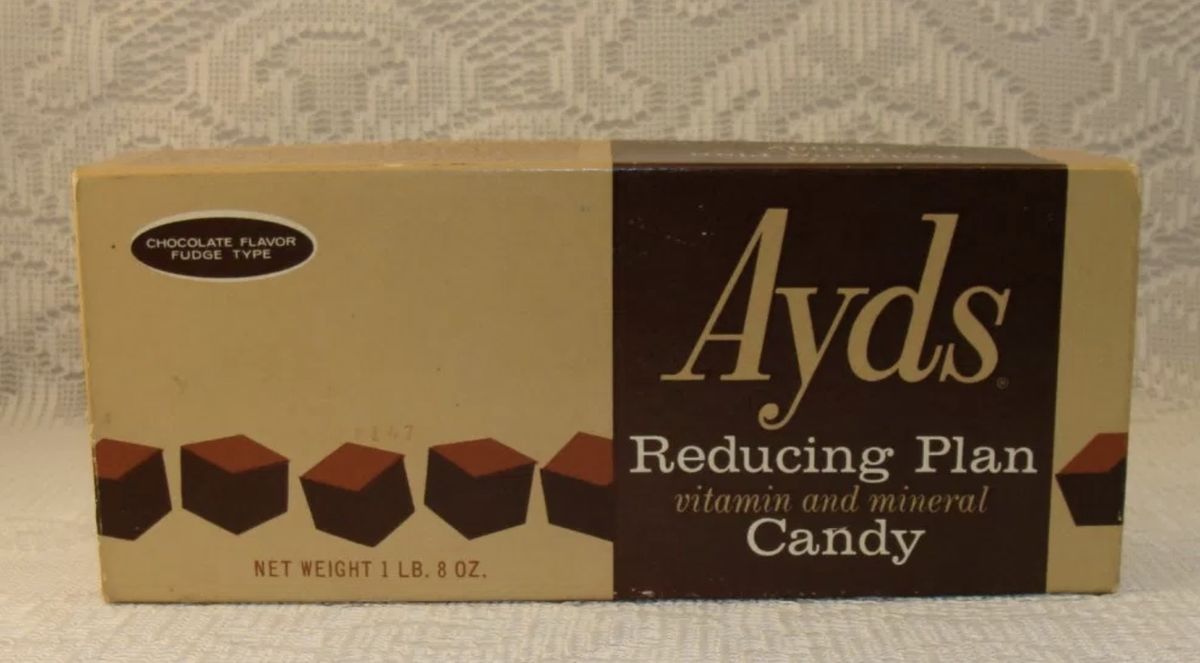 CHOCOLATE FLAVOR
FUDGE TYPE
Ayds®
Reducing Plan
vitamin and mineral
Candy
NET WEIGHT 1 LB. 8 OZ.